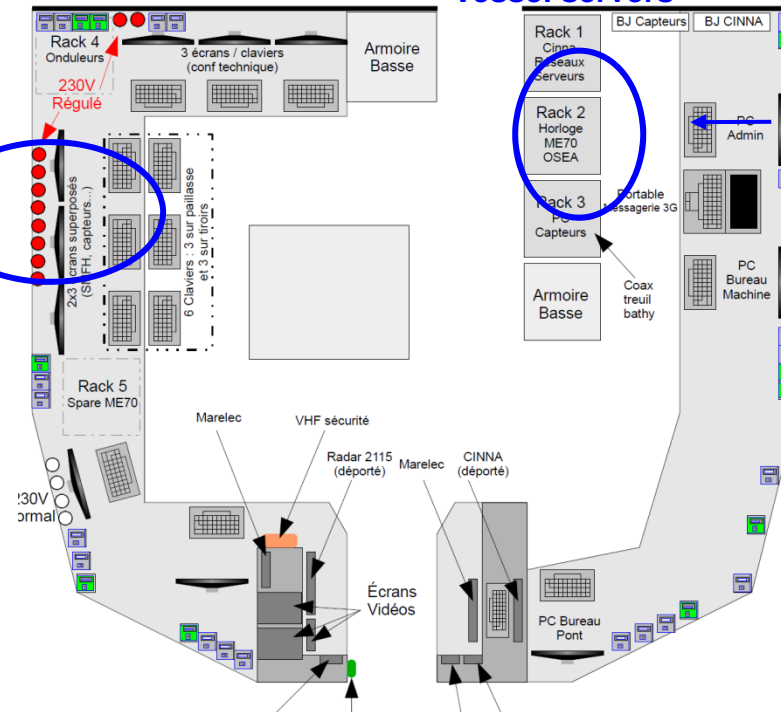 Vessel servers
Rack 4
Onduleurs
3 écrans / claviers
(conf technique)
Armoire
Basse
230V
Régulé
Rack 1
Cinna
Réseaux
Serveurs
BJ Capteurs
BJ CINNA
Rack 2
Horloge
ME70
OSEA
PC
Admin
Rack 3
PC
Capteurs
Portable
Messagerie 3G
2x3 écrans superposés
(SMFH, capteurs...)
6 Claviers : 3 sur paillasse
et 3 sur tiroirs
Armoire
Basse
Coax
treuil
bathy
PC
Bureau
Machine
Rack 5
Spare ME70
Marelec
VHF sécurité
Radar 2115
(déporté)
Marelec
CINNA
(déporté)
230V
ormal
Écrans
Vidéos
PC Bureau
Pont